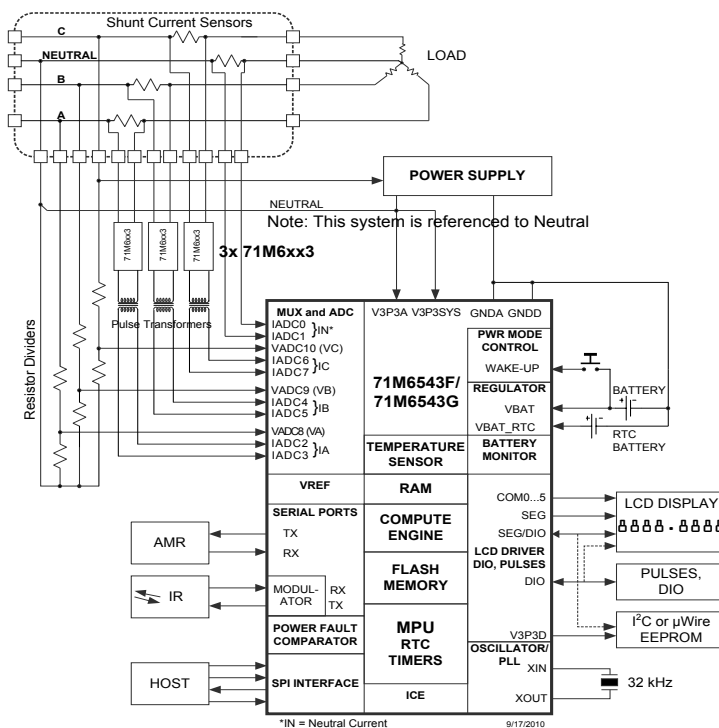 Shunt Current Sensors
C
NEUTRAL
B
A
LOAD
POWER SUPPLY
NEUTRAL
Note: This system is referenced to Neutral
71M6xx3
71M6xx3
71M6xx3
3x 71M6xx3
Pulse Transformers
Resistor Dividers
MUX and ADC
IADC0
IADC1
}IN*
VADC10 (VC)
IADC6
IADC7
}IC
VADC9 (VB)
IADC4
IADC5
}IB
VADC8 (VA)
IADC2
IADC3
}IA
V3P3A V3P3SYS
GNDA GNDD
PWR MODE
CONTROL
WAKE-UP
71M6543F/
71M6543G
REGULATOR
VBAT
VBAT_RTC
BATTERY
RTC
BATTERY
TEMPERATURE
SENSOR
BATTERY
MONITOR
VREF
RAM
SERIAL PORTS
TX
RX
AMR
COMPUTE
ENGINE
COM0...5
SEG
SEG/DIO
LCD DRIVER
DIO, PULSES
DIO
LCD DISPLAY
8888.8888
PULSES,
DIO
IR
MODUL-
ATOR
RX
TX
FLASH
MEMORY
I²C or µWire
EEPROM
V3P3D
POWER FAULT
COMPARATOR
MPU
RTC
TIMERS
OSCILLATOR/
PLL
XIN
XOUT
32 kHz
HOST
SPI INTERFACE
ICE
*IN = Neutral Current
9/17/2010